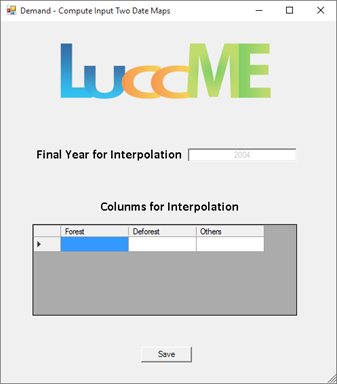 Demand - Compute Input Two Date Maps
LuccME
Final Year for Interpolation 2004
Colunms for Interpolation
Forest Deforest Others
Save